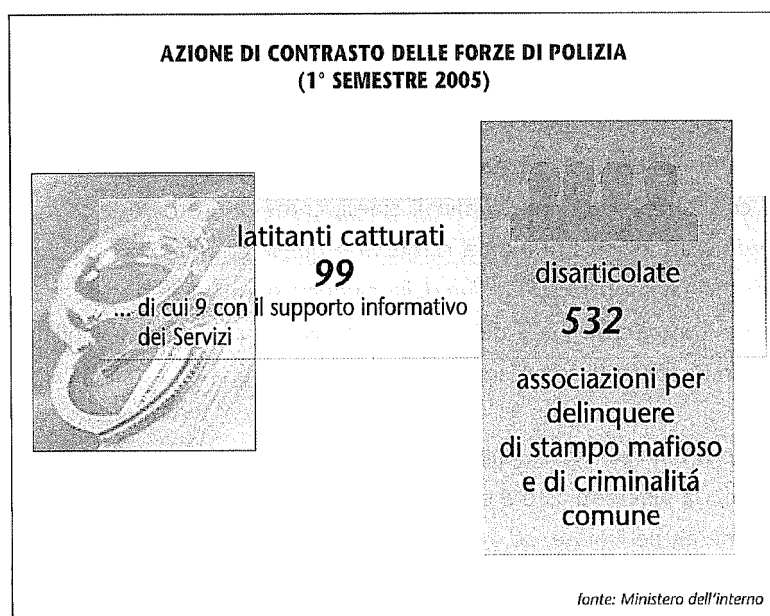 AZIONE DI CONTRASTO DELLE FORZE DI POLIZIA
(1° SEMESTRE 2005)
latitanti catturati
99
... di cui 9 con il supporto informativo
dei Servizi
disarticolate
532
associazioni per
delinquere
di stampo mafioso
e di criminalitá
comune
fonte: Ministero dell'interno